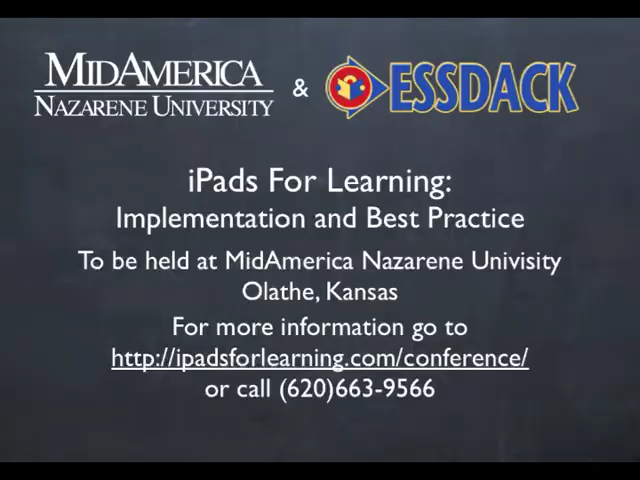 MIDAMERICA
NAZARENE UNIVERSITY
&
ESSDACK
iPads For Learning:
Implementation and Best Practice
To be held at MidAmerica Nazarene Univisity
Olathe, Kansas
For more information go to
http://ipadsforlearning.com/conference/
or call (620)663-9566